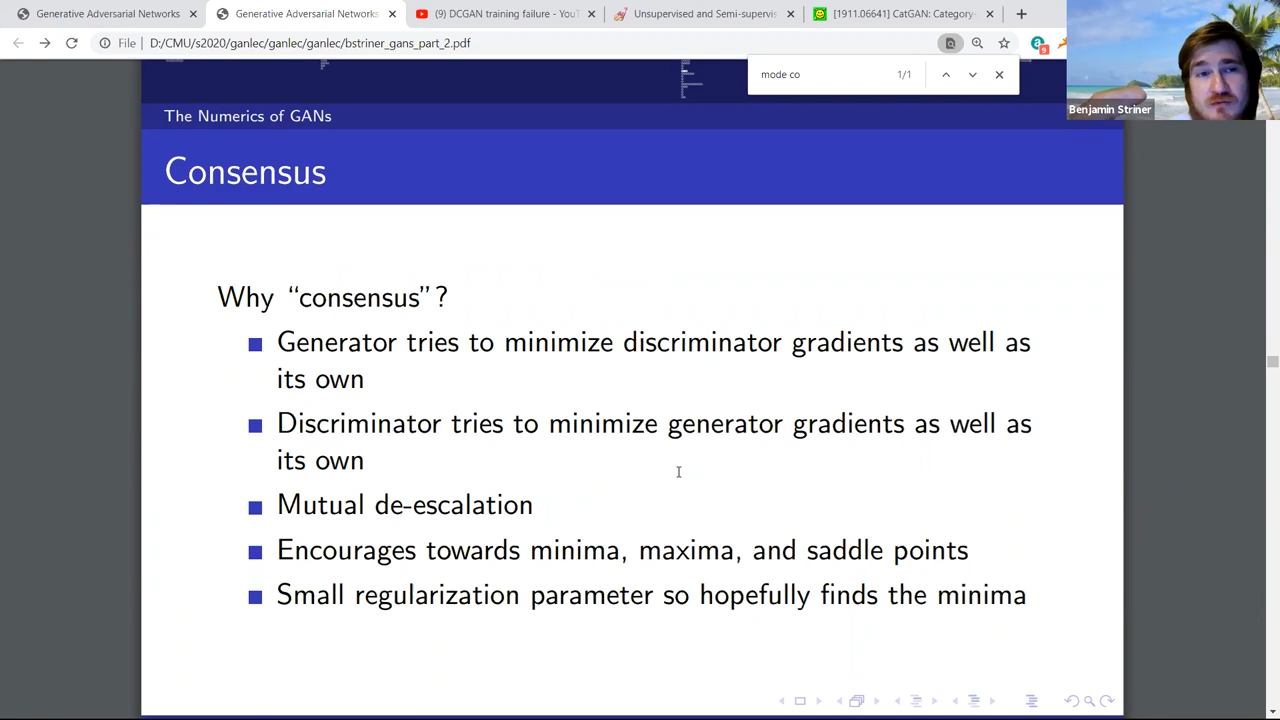 Generative Adversarial Networks
Generative Adversarial Networks
(9) DCGAN training failure - YouT
Unsupervised and Semi-supervis
[1911.06641] CatGAN: Category-
File
D:/CMU/s2020/ganlec/ganlec/ganlec/bstriner_gans_part_2.pdf
9
mode co
1/1
Benjamin Striner
The Numerics of GANs
Consensus
Why “consensus”?
Generator tries to minimize discriminator gradients as well as
its own
Discriminator tries to minimize generator gradients as well as
its own
Mutual de-escalation
Encourages towards minima, maxima, and saddle points
Small regularization parameter so hopefully finds the minima